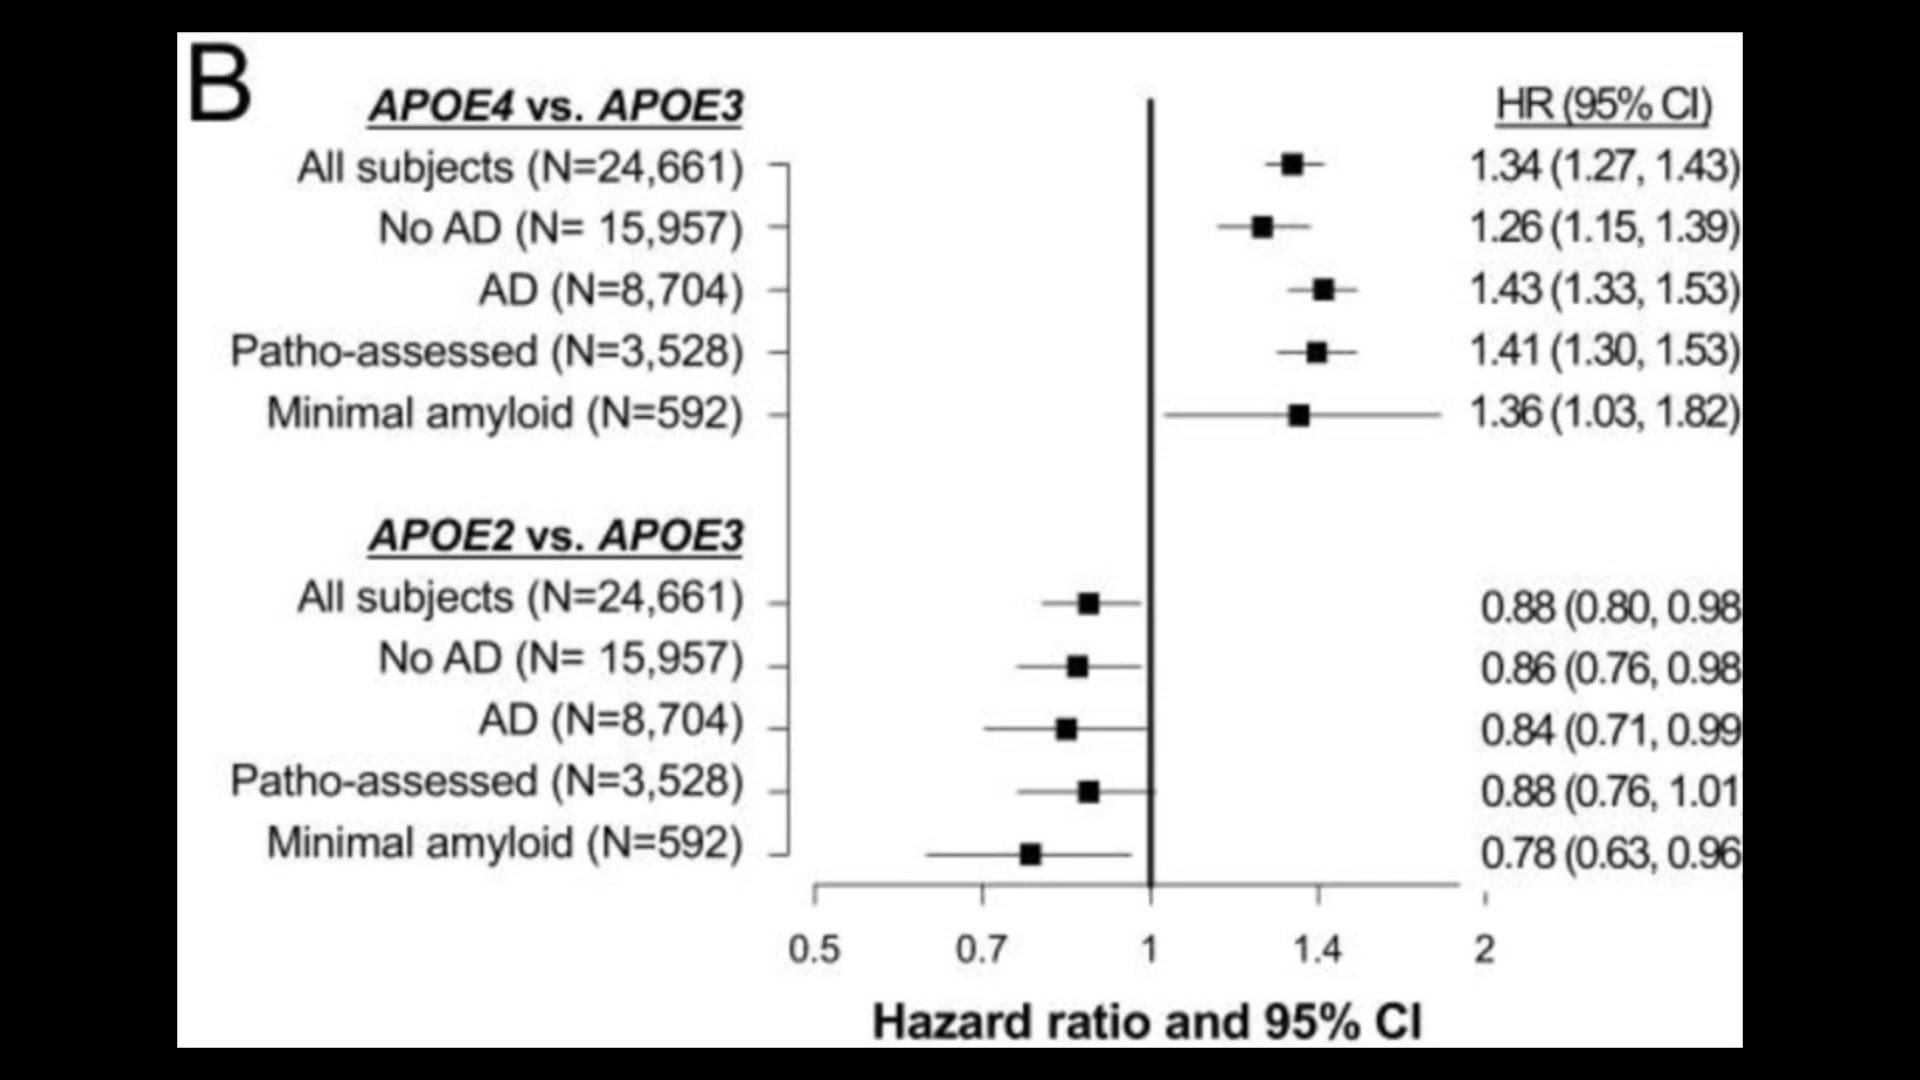 B
APOE4 vs. APOE3 HR (95% CI)
All subjects (N=24,661) 1.34 (1.27, 1.43)
No AD (N= 15,957) 1.26 (1.15, 1.39)
AD (N=8,704) 1.43 (1.33, 1.53)
Patho-assessed (N=3,528) 1.41 (1.30, 1.53)
Minimal amyloid (N=592) 1.36 (1.03, 1.82)
APOE2 vs. APOE3
All subjects (N=24,661) 0.88 (0.80, 0.98
No AD (N= 15,957) 0.86 (0.76, 0.98
AD (N=8,704) 0.84 (0.71, 0.99
Patho-assessed (N=3,528) 0.88 (0.76, 1.01
Minimal amyloid (N=592) 0.78 (0.63, 0.96
0.5 0.7 1 1.4 2
Hazard ratio and 95% CI